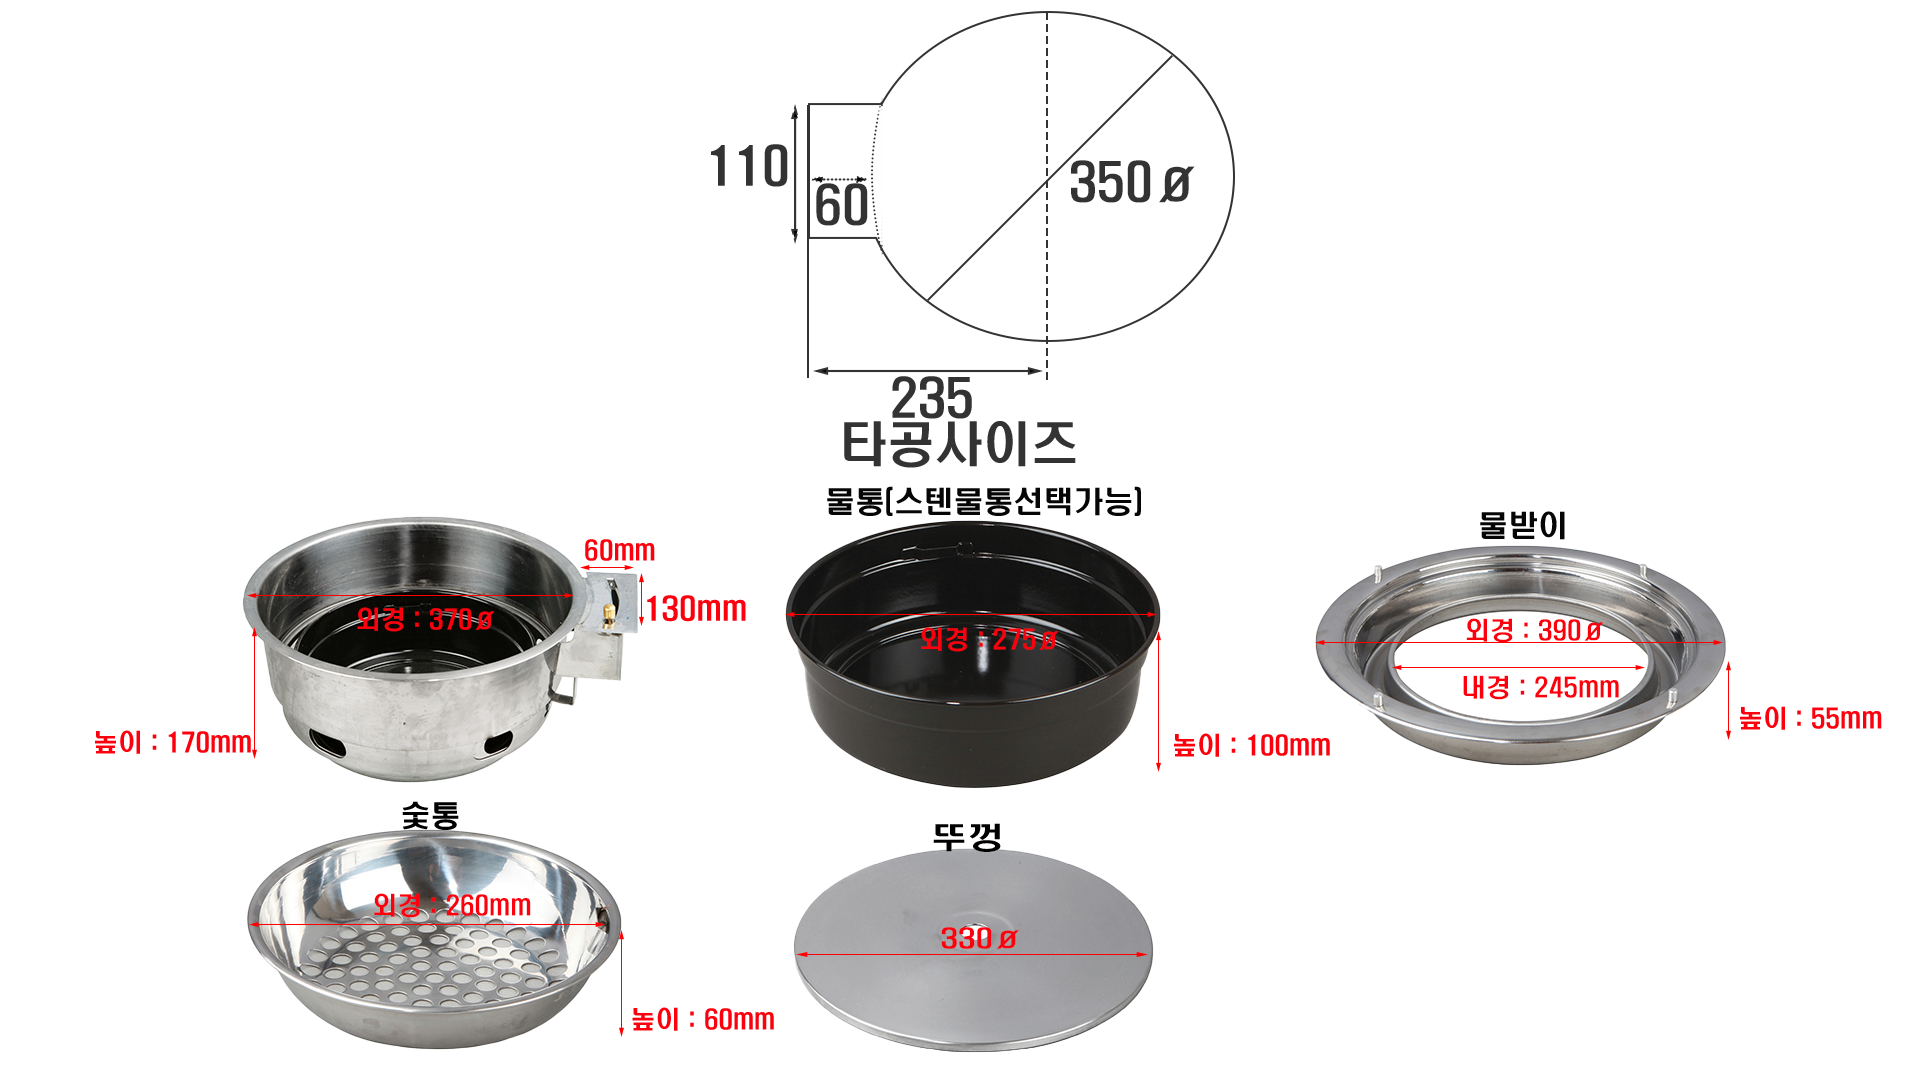 110
60
350ø
235
타공사이즈
60mm
130mm
외경 : 370ø
높이 : 170mm
물통(스텐물통선택가능)
외경 : 275ø
높이 : 100mm
물받이
외경 : 390ø
내경 : 245mm
높이 : 55mm
숯통
외경 : 260mm
높이 : 60mm
뚜껑
330ø